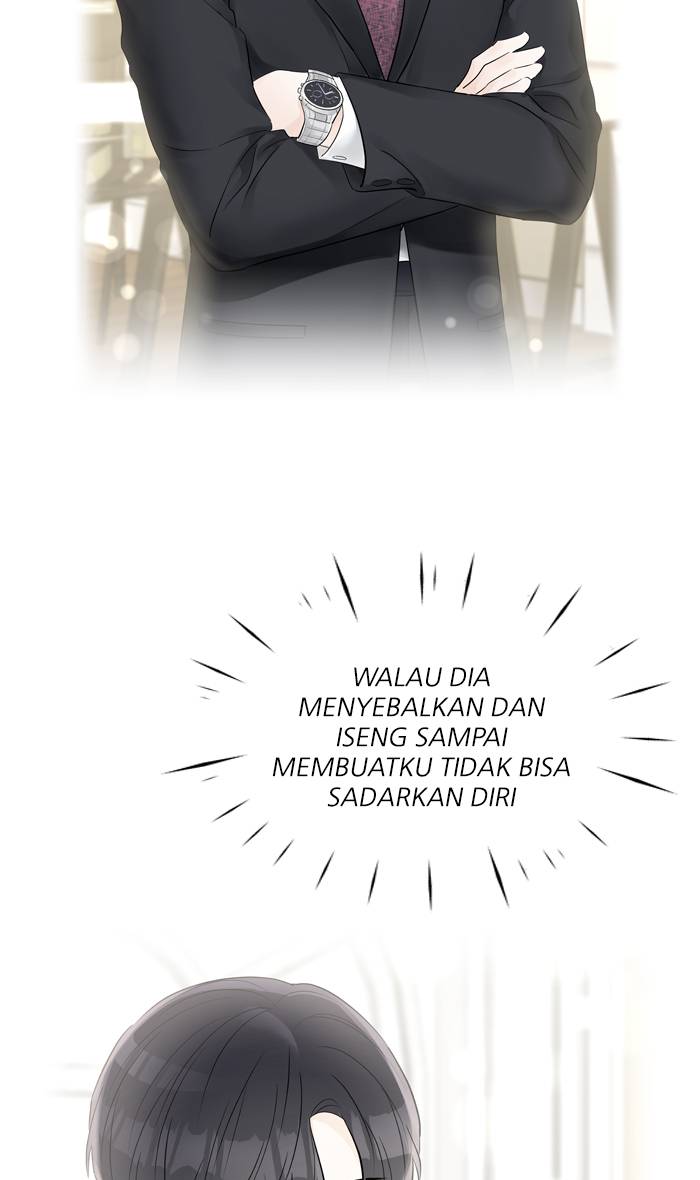 WALAU DIA
MENYEBALKAN DAN
ISENG SAMPAI
MEMBUATKU TIDAK BISA
SADARKAN DIRI